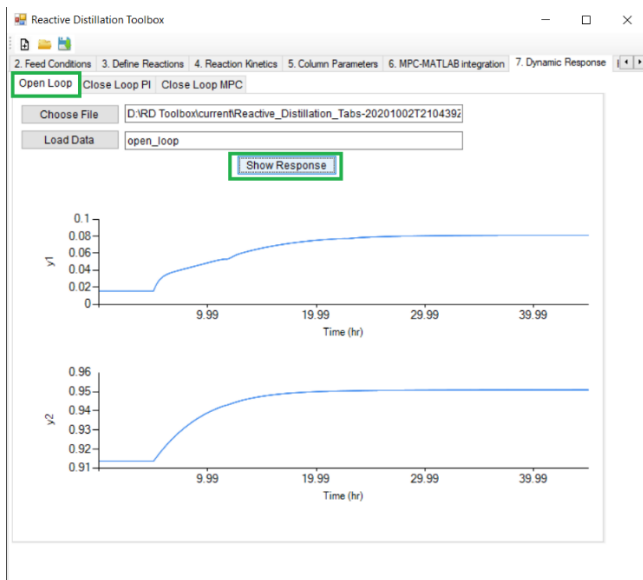 Reactive Distillation Toolbox
2. Feed Conditions 3. Define Reactions 4. Reaction Kinetics 5. Column Parameters 6. MPC-MATLAB integration 7. Dynamic Response
Open Loop Close Loop PI Close Loop MPC
Choose File D:\RD Toolbox\current\Reactive_Distillation_Tabs-20201002T210439Z
Load Data open_loop
Show Response
0.1
0.08
0.06
0.04
0.02
0
y1
9.99 19.99 29.99 39.99
Time (hr)
0.96
0.95
0.94
0.93
0.92
0.91
y2
9.99 19.99 29.99 39.99
Time (hr)